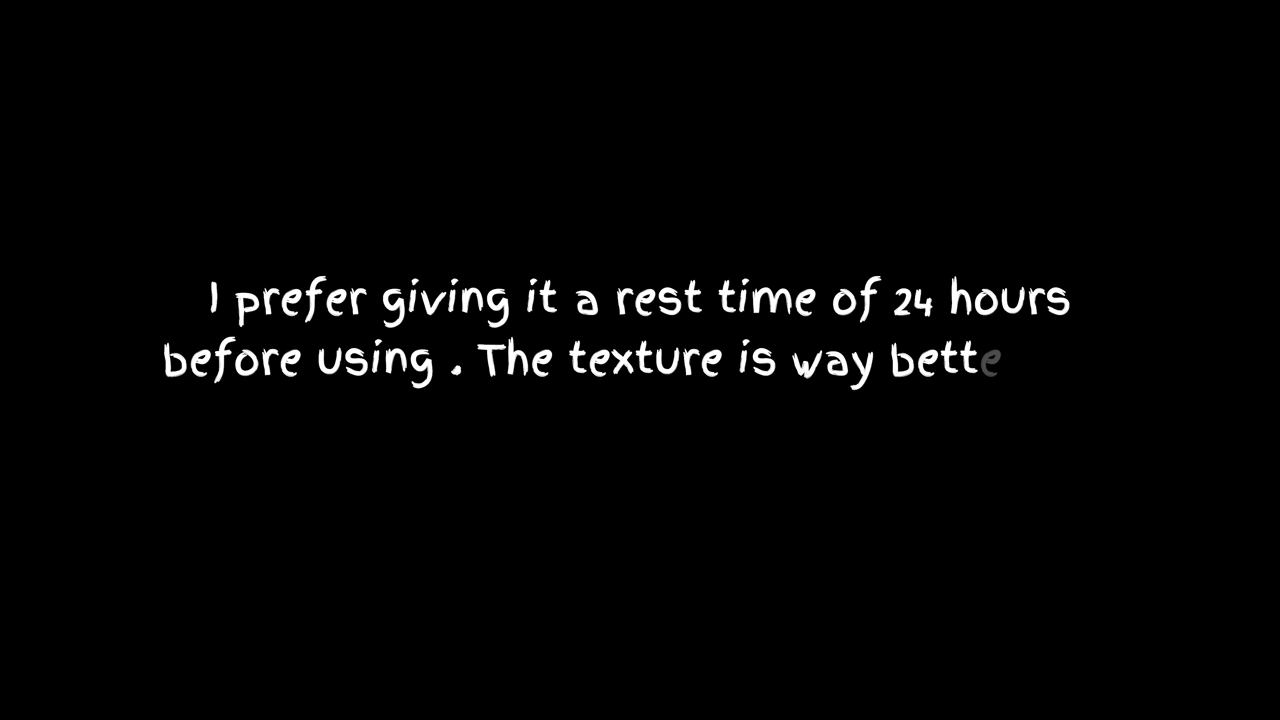 I prefer giving it a rest time of 24 hours
before using . The texture is way bette